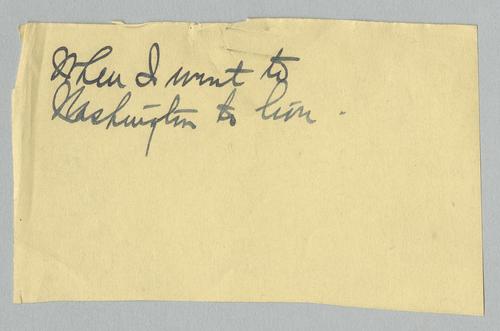 When I went to
Washington to live.